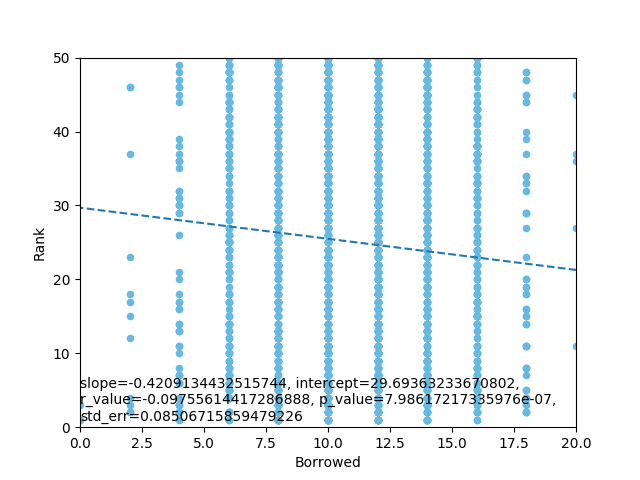 50
40
30
20
10
0
Rank
slope=-0.4209134432515744, intercept=29.69363233670802,
r_value=-0.09755614417286888, p_value=7.98617217335976e-07,
std_err=0.08506715859479226
0.0 2.5 5.0 7.5 10.0 12.5 15.0 17.5 20.0
Borrowed